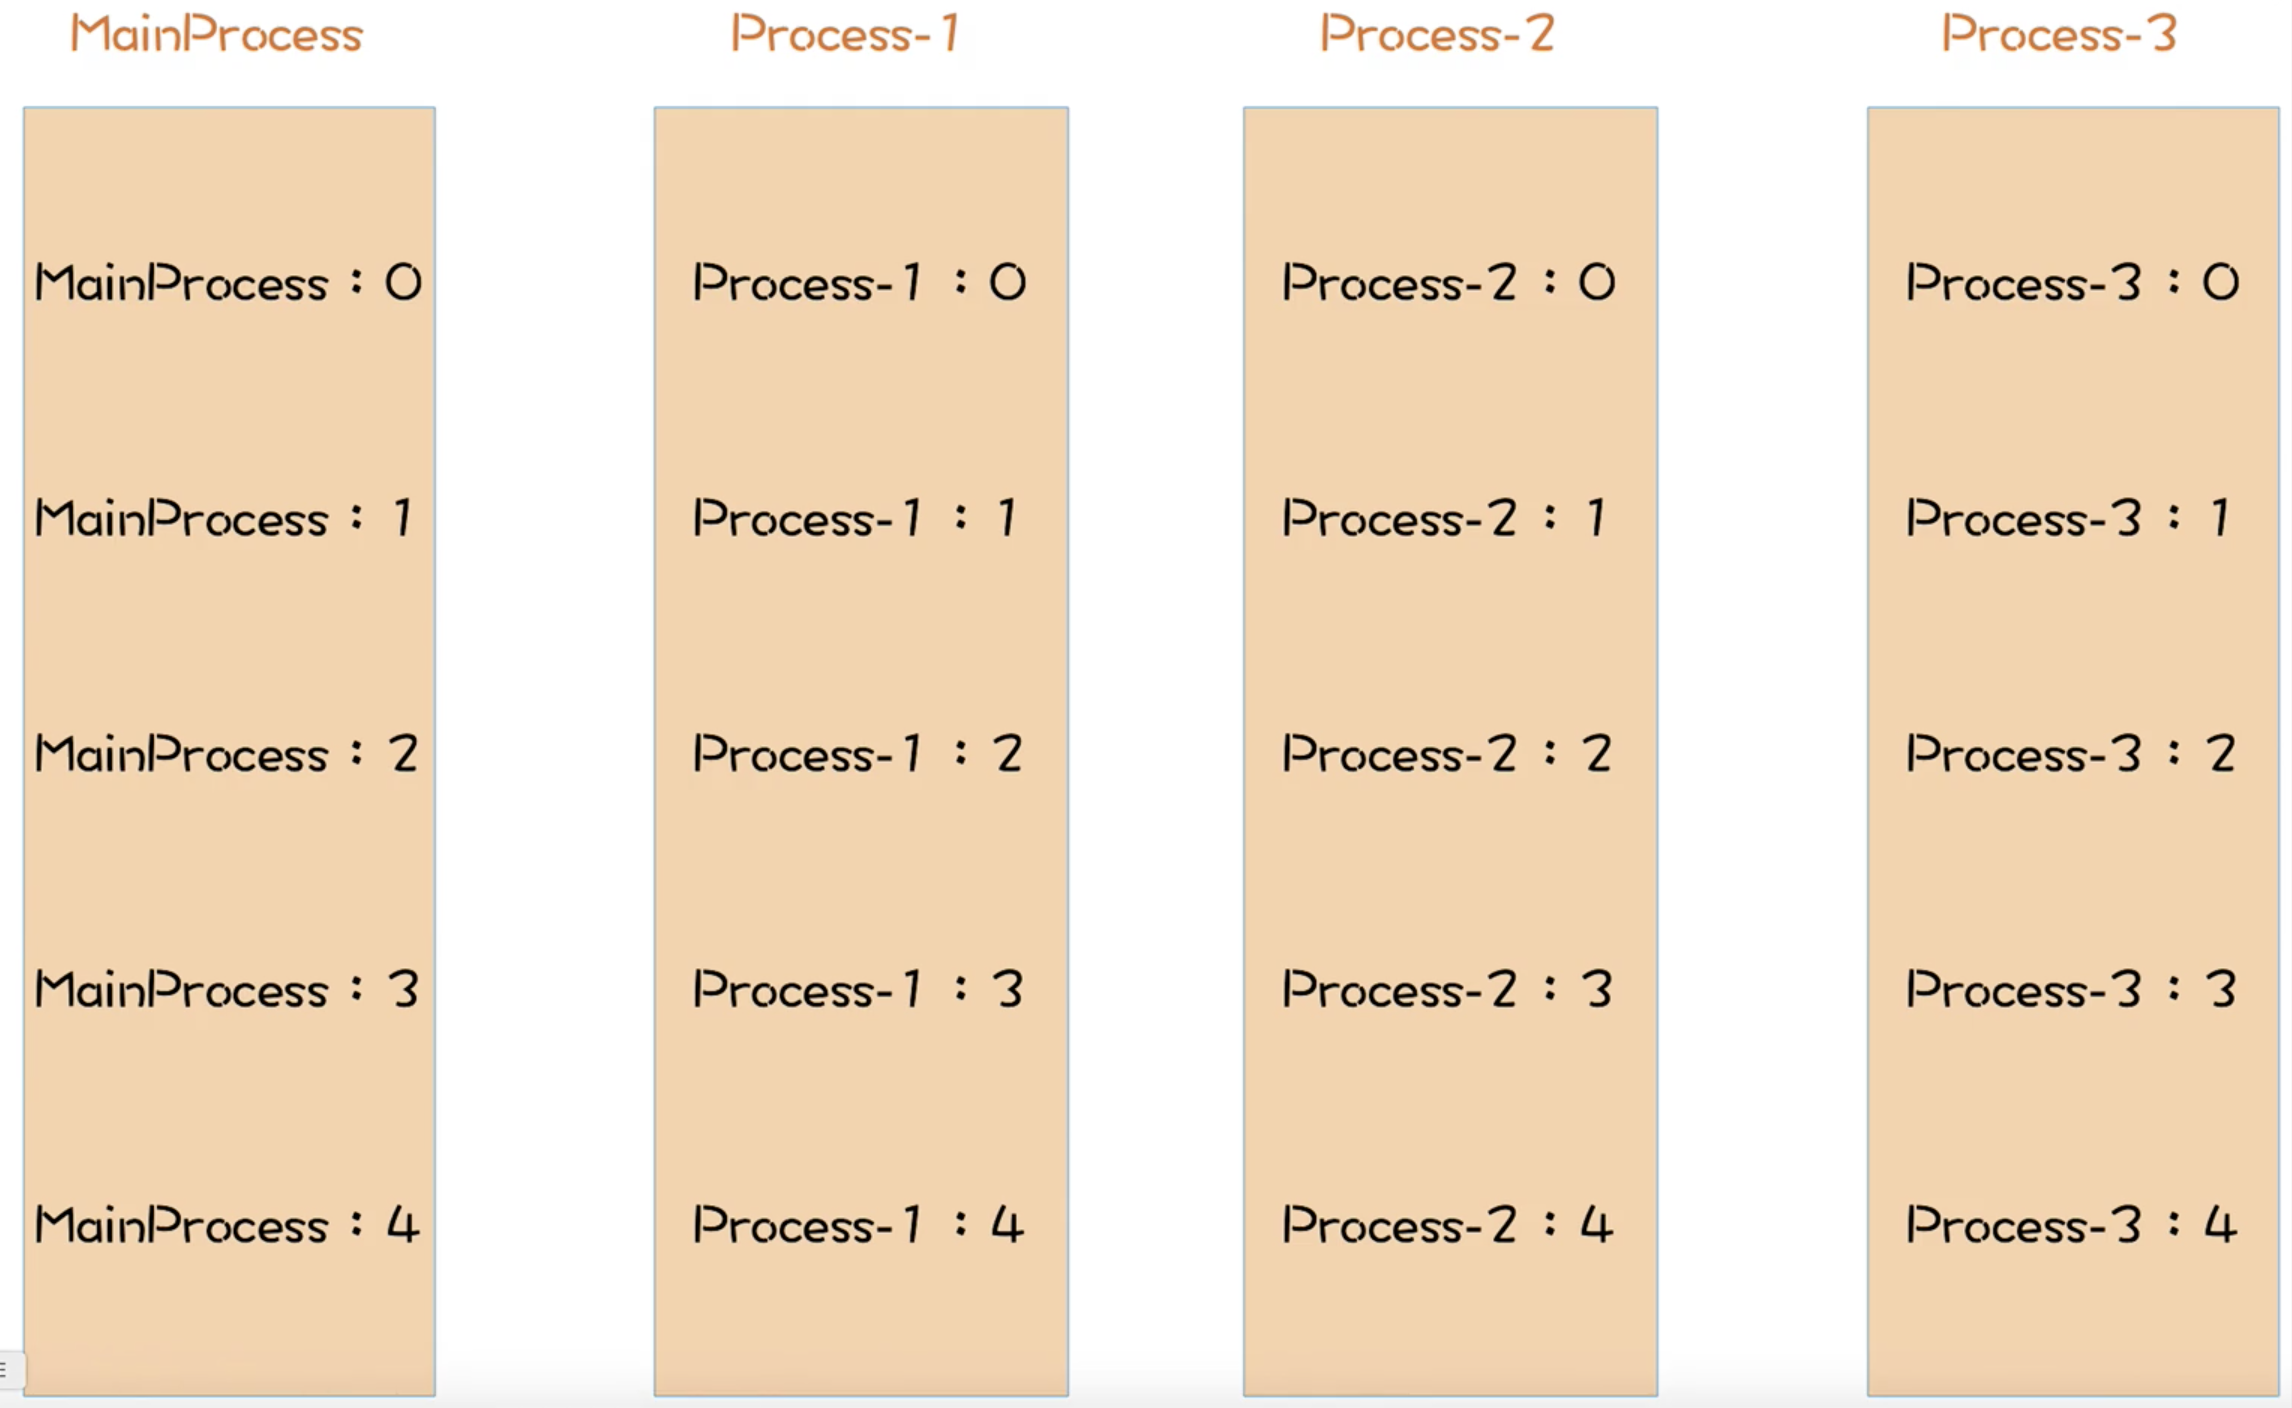 MainProcess
Process-1
Process-2
Process-3
MainProcess : 0
Process-1 : 0
Process-2 : 0
Process-3 : 0
MainProcess : 1
Process-1 : 1
Process-2 : 1
Process-3 : 1
MainProcess : 2
Process-1 : 2
Process-2 : 2
Process-3 : 2
MainProcess : 3
Process-1 : 3
Process-2 : 3
Process-3 : 3
MainProcess : 4
Process-1 : 4
Process-2 : 4
Process-3 : 4